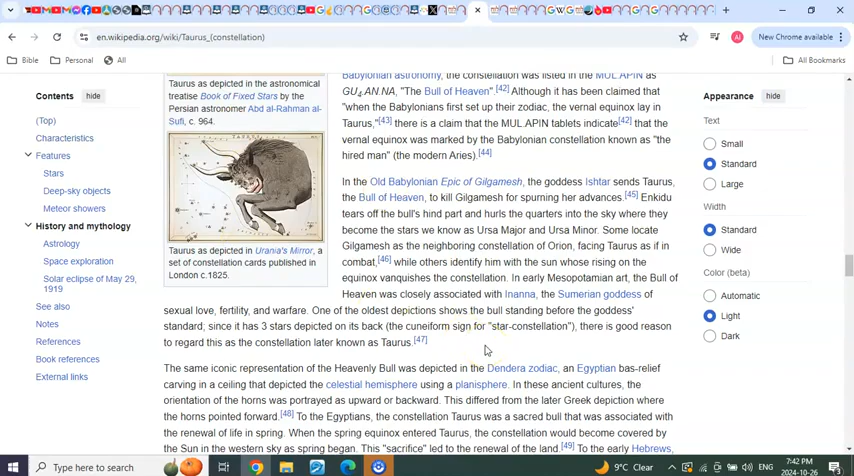 en.wikipedia.org/wiki/Taurus_(constellation)
New Chrome available
Bible
Personal
All
All Bookmarks
Contents
hide
(Top)
Characteristics
Features
Stars
Deep-sky objects
Meteor showers
History and mythology
Astrology
Space exploration
Solar eclipse of May 29,
1919
See also
Notes
References
Book references
External links
Taurus as depicted in the astronomical
treatise Book of Fixed Stars by the
Persian astronomer Abd al-Rahman al-
Sufi, c. 964.
TAURUS
Taurus as depicted in Urania's Mirror, a
set of constellation cards published in
London c.1825.
Babylonian astronomy, the constellation was listed in the MUL.APIN as
GU4.AN.NA, "The Bull of Heaven".[42] Although it has been claimed that
"when the Babylonians first set up their zodiac, the vernal equinox lay in
Taurus,"[43] there is a claim that the MUL.APIN tablets indicate[42] that the
vernal equinox was marked by the Babylonian constellation known as "the
hired man" (the modern Aries).[44]
In the Old Babylonian Epic of Gilgamesh, the goddess Ishtar sends Taurus,
the Bull of Heaven, to kill Gilgamesh for spurning her advances.[45] Enkidu
tears off the bull's hind part and hurls the quarters into the sky where they
become the stars we know as Ursa Major and Ursa Minor. Some locate
Gilgamesh as the neighboring constellation of Orion, facing Taurus as if in
combat,[46] while others identify him with the sun whose rising on the
equinox vanquishes the constellation. In early Mesopotamian art, the Bull of
Heaven was closely associated with Inanna, the Sumerian goddess of
sexual love, fertility, and warfare. One of the oldest depictions shows the bull standing before the goddess'
standard; since it has 3 stars depicted on its back (the cuneiform sign for "star-constellation"), there is good reason
to regard this as the constellation later known as Taurus.[47]
The same iconic representation of the Heavenly Bull was depicted in the Dendera zodiac, an Egyptian bas-relief
carving in a ceiling that depicted the celestial hemisphere using a planisphere. In these ancient cultures, the
orientation of the horns was portrayed as upward or backward. This differed from the later Greek depiction where
the horns pointed forward.[48] To the Egyptians, the constellation Taurus was a sacred bull that was associated with
the renewal of life in spring. When the spring equinox entered Taurus, the constellation would become covered by
the Sun in the western sky as spring began. This "sacrifice" led to the renewal of the land.[49] To the early Hebrews,
Appearance
hide
Text
Small
Standard
Large
Width
Standard
Wide
Color (beta)
Automatic
Light
Dark
Type here to search
9°C Clear
ENG
7:42 PM
2024-10-26